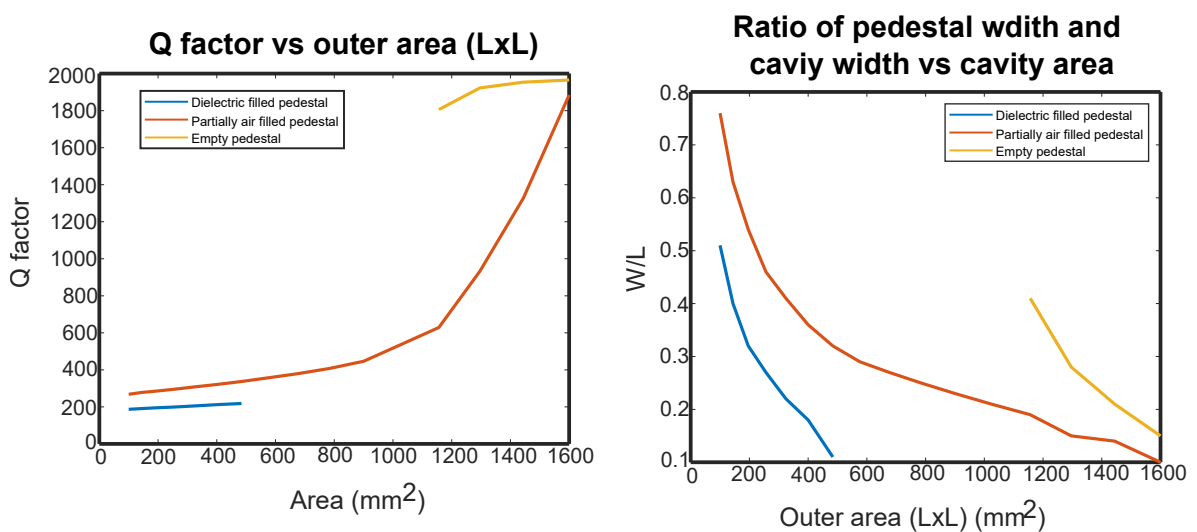 Q factor vs outer area (LxL)
2000
1800
1600
1400
1200
1000
800
600
400
200
0
Q factor
Dielectric filled pedestal
Partially air filled pedestal
Empty pedestal
0 200 400 600 800 1000 1200 1400 1600
Area (mm²)
Ratio of pedestal wdith and
caviy width vs cavity area
0.8
0.7
0.6
0.5
0.4
0.3
0.2
0.1
W/L
Dielectric filled pedestal
Partially air filled pedestal
Empty pedestal
0 200 400 600 800 1000 1200 1400 1600
Outer area (LxL) (mm²)